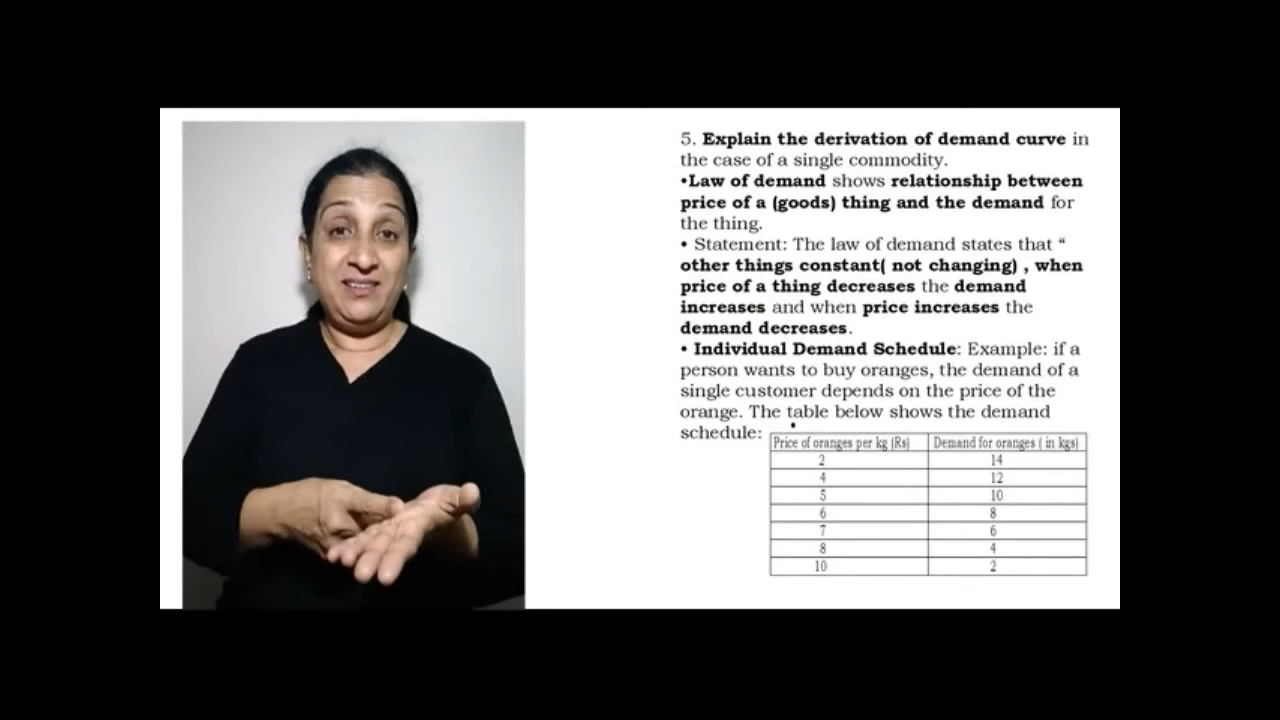 5. Explain the derivation of demand curve in
the case of a single commodity.
•Law of demand shows relationship between
price of a (goods) thing and the demand for
the thing.
• Statement: The law of demand states that “
other things constant( not changing) , when
price of a thing decreases the demand
increases and when price increases the
demand decreases.
• Individual Demand Schedule: Example: if a
person wants to buy oranges, the demand of a
single customer depends on the price of the
orange. The table below shows the demand
schedule:
Price of oranges per kg (Rs) Demand for oranges ( in kgs)
2 14
4 12
5 10
6 8
7 6
8 4
10 2